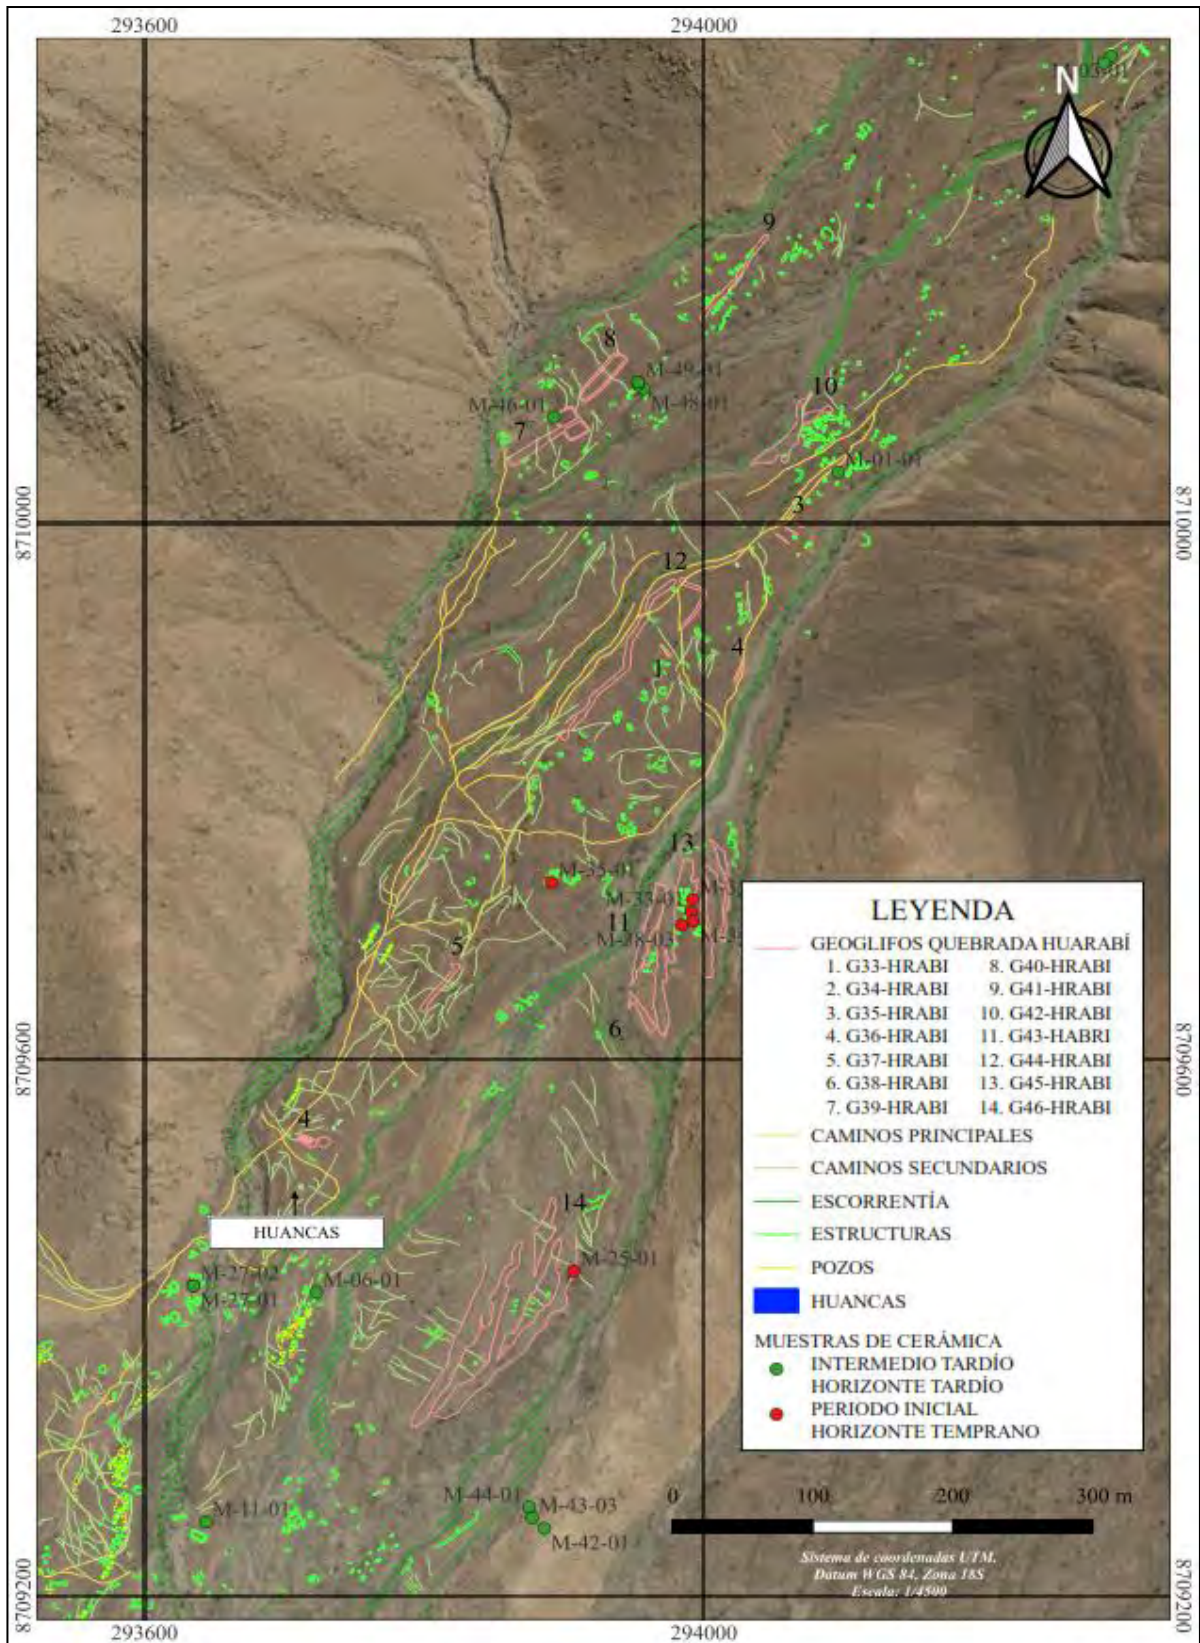 293600
294000
N
9
8
M-49-01
M-46-01
M-48-01
7
10
M-01-01
3
8710000
8710000
12
1
4
13
M-35-01
M-33-0
11
M-28-03
5
6
LEYENDA
GEOGLIFOS QUEBRADA HUARABÍ
1. G33-HRABI 8. G40-HRABI
2. G34-HRABI 9. G41-HRABI
3. G35-HRABI 10. G42-HRABI
4. G36-HRABI 11. G43-HABRI
5. G37-HRABI 12. G44-HRABI
6. G38-HRABI 13. G45-HRABI
7. G39-HRABI 14. G46-HRABI
CAMINOS PRINCIPALES
CAMINOS SECUNDARIOS
ESCORRENTÍA
ESTRUCTURAS
POZOS
HUANCAS
MUESTRAS DE CERÁMICA
INTERMEDIO TARDÍO
HORIZONTE TARDÍO
PERIODO INICIAL
HORIZONTE TEMPRANO
8709600
8709600
4
HUANCAS
14
M-25-01
M-27-02
M-27-01
M-06-01
M-11-01
M-44-01
M-43-03
M-42-01
0 100 200 300 m
Sistema de coordenadas UTM.
Datum WGS 84. Zona 18S
Escala: 1/4500
8709200
8709200
293600
294000